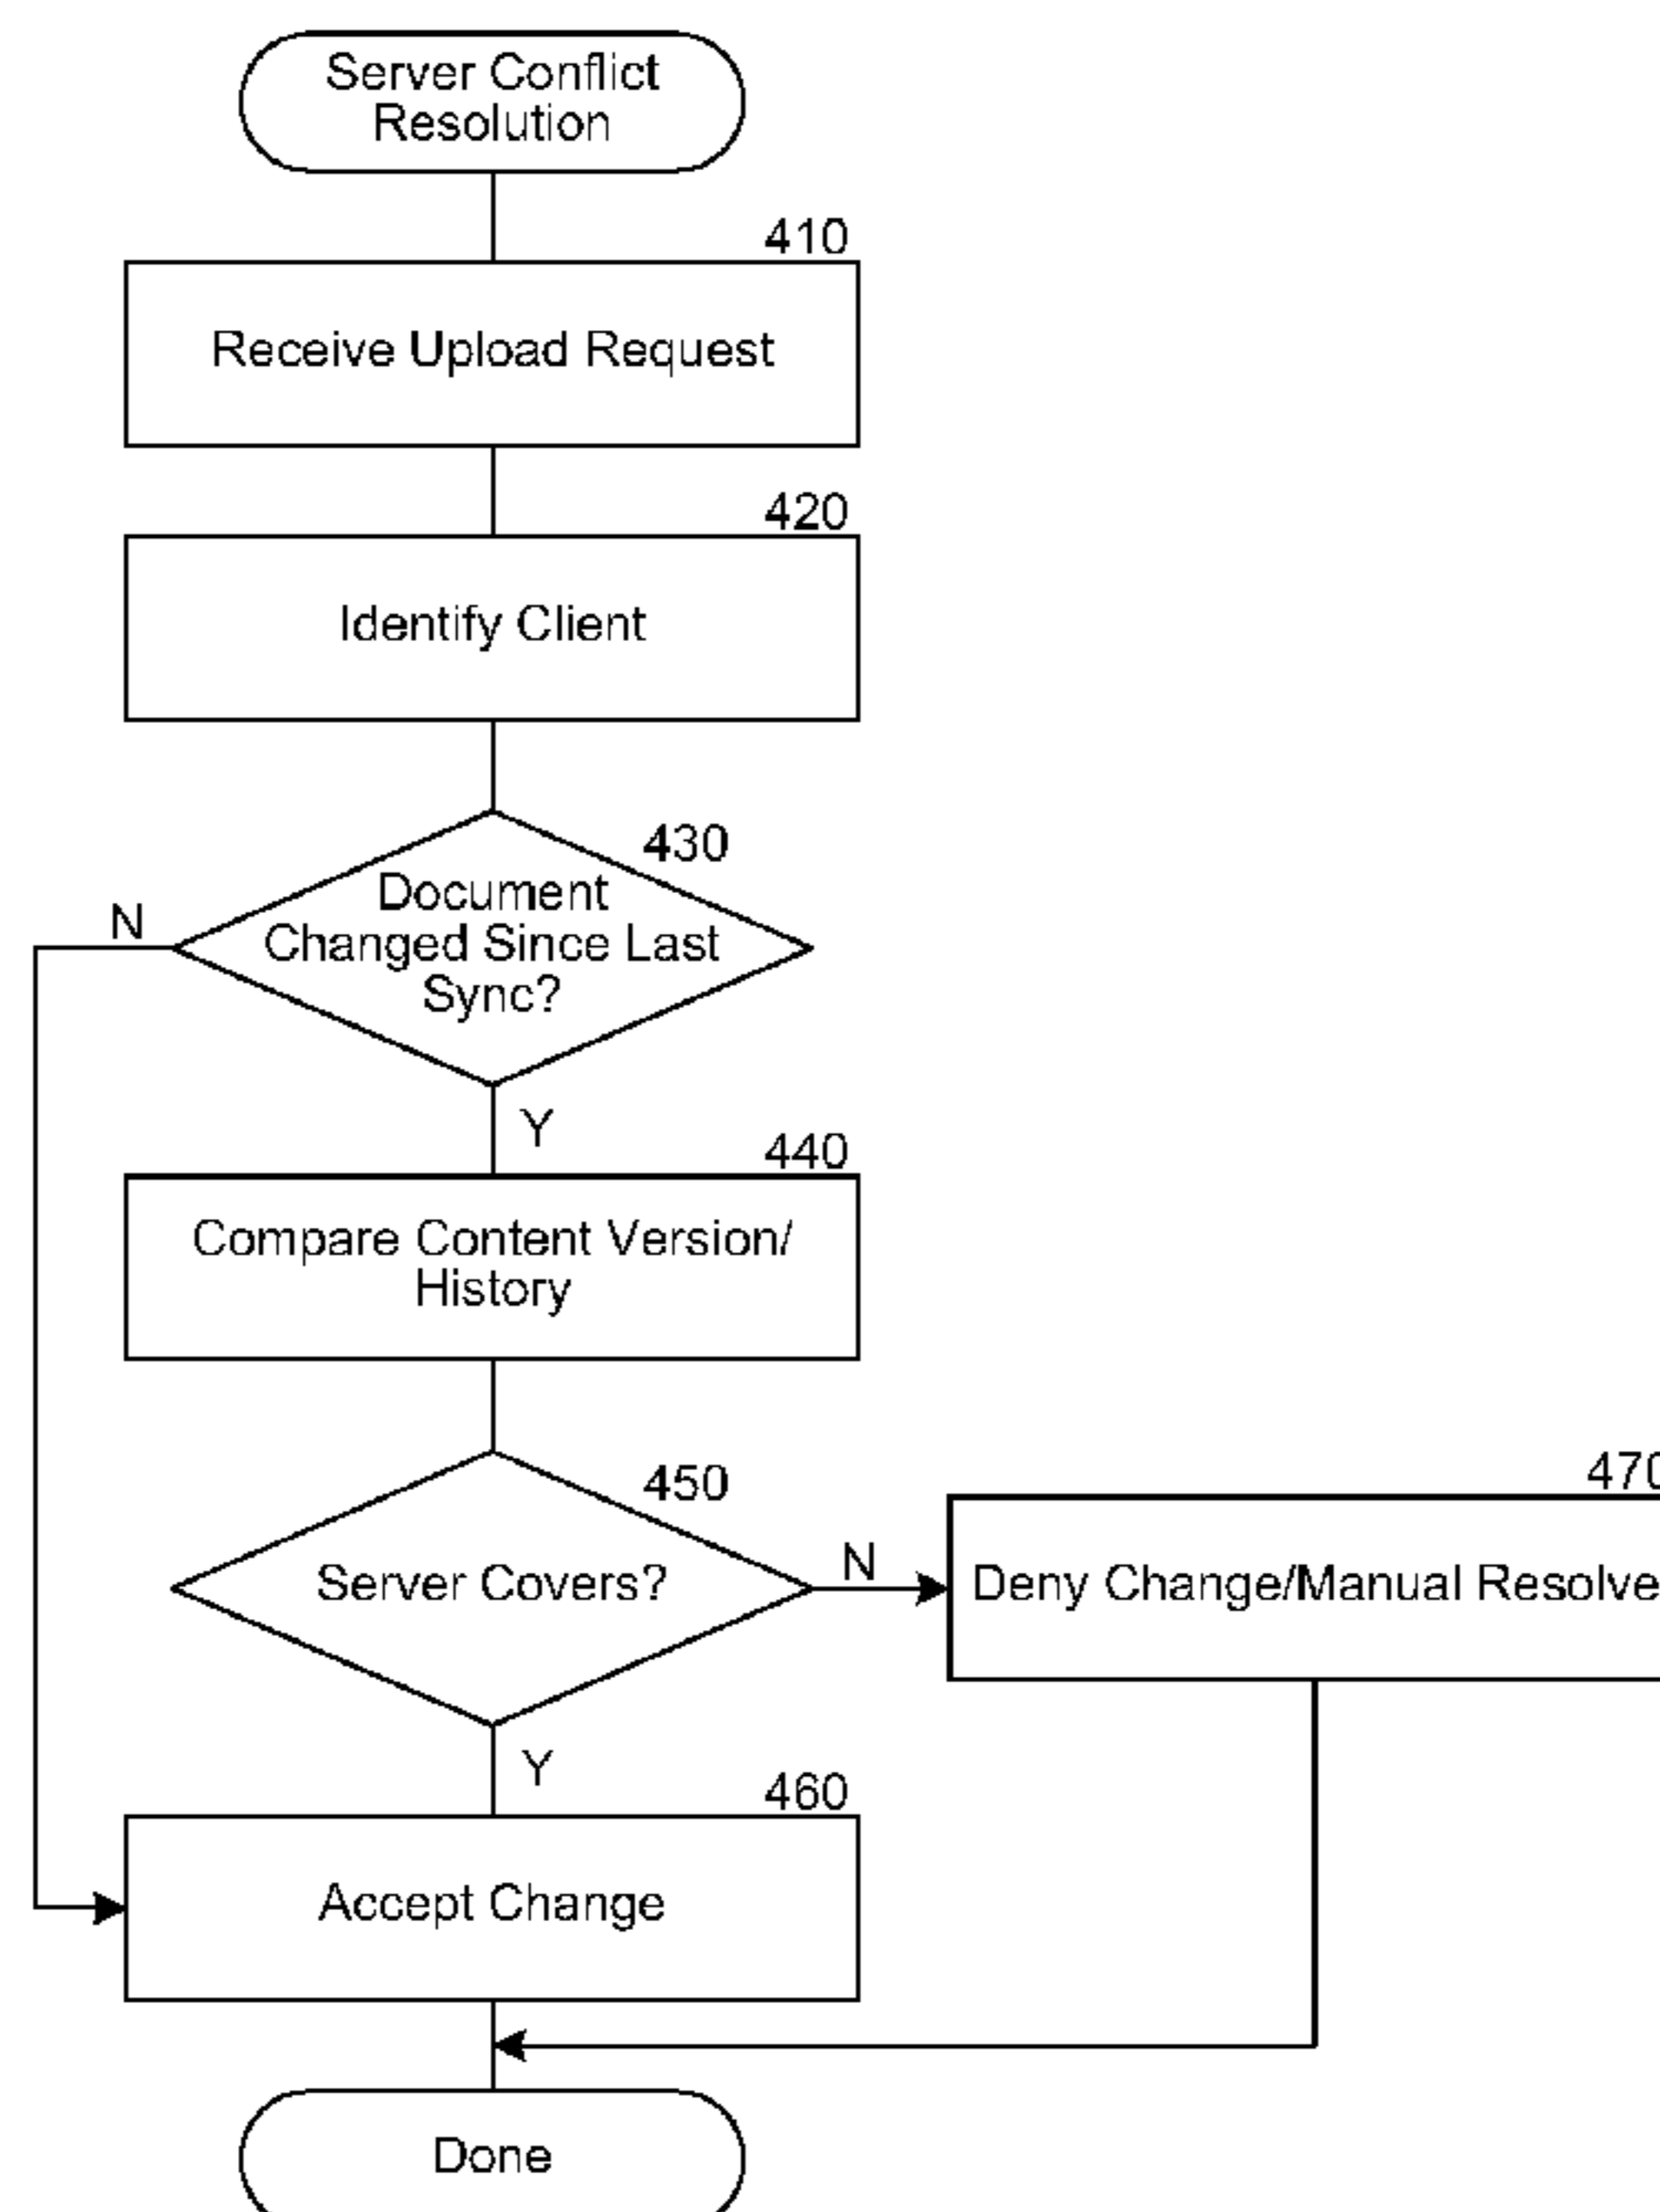 Server Conflict
Resolution
410
Receive Upload Request
420
Identify Client
430
Document
Changed Since Last
Sync?
N
Y
440
Compare Content Version/
History
450
Server Covers?
N
470
Deny Change/Manual Resolve
Y
460
Accept Change
Done